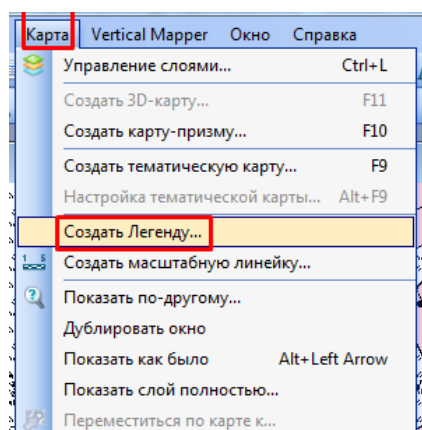 Карта Vertical Mapper Окно Справка
Управление слоями... Ctrl+L
Создать 3D-карту... F11
Создать карту-призму... F10
Создать тематическую карту... F9
Настройка тематической карты... Alt+F9
Создать Легенду...
1 5 Создать масштабную линейку...
Показать по-другому...
Дублировать окно
Показать как было Alt+Left Arrow
Показать слой полностью...
Переместиться по карте к...